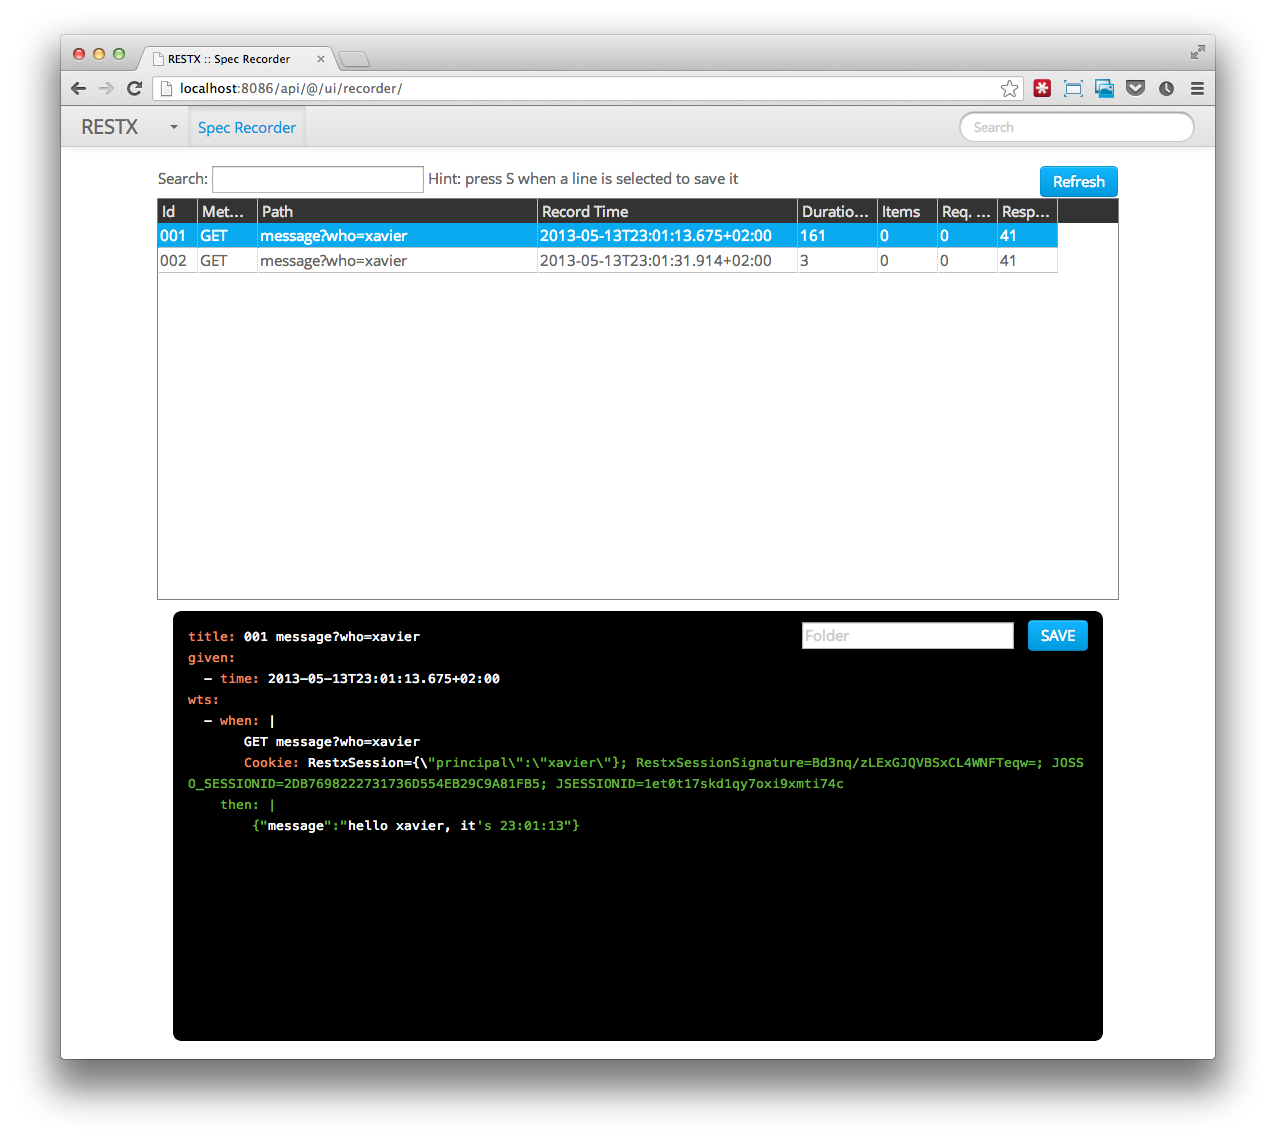 RESTX :: Spec Recorder
localhost:8086/api/@/ui/recorder/
RESTX Spec Recorder Search
Search: Hint: press S when a line is selected to save it Refresh
Id Met... Path Record Time Duratio... Items Req. ... Resp...
001 GET message?who=xavier 2013-05-13T23:01:13.675+02:00 161 0 0 41
002 GET message?who=xavier 2013-05-13T23:01:31.914+02:00 3 0 0 41
title: 001 message?who=xavier Folder SAVE
given:
- time: 2013-05-13T23:01:13.675+02:00
wts:
- when: |
GET message?who=xavier
Cookie: RestxSession={\"principal\":\"xavier\"}; RestxSessionSignature=Bd3nq/zLExGJQVBSxCL4WNFTeqw=; JOSS
O_SESSIONID=2DB7698222731736D554EB29C9A81FB5; JSESSIONID=1et0t17skd1qy7oxi9xmti74c
then: |
{"message":"hello xavier, it's 23:01:13"}